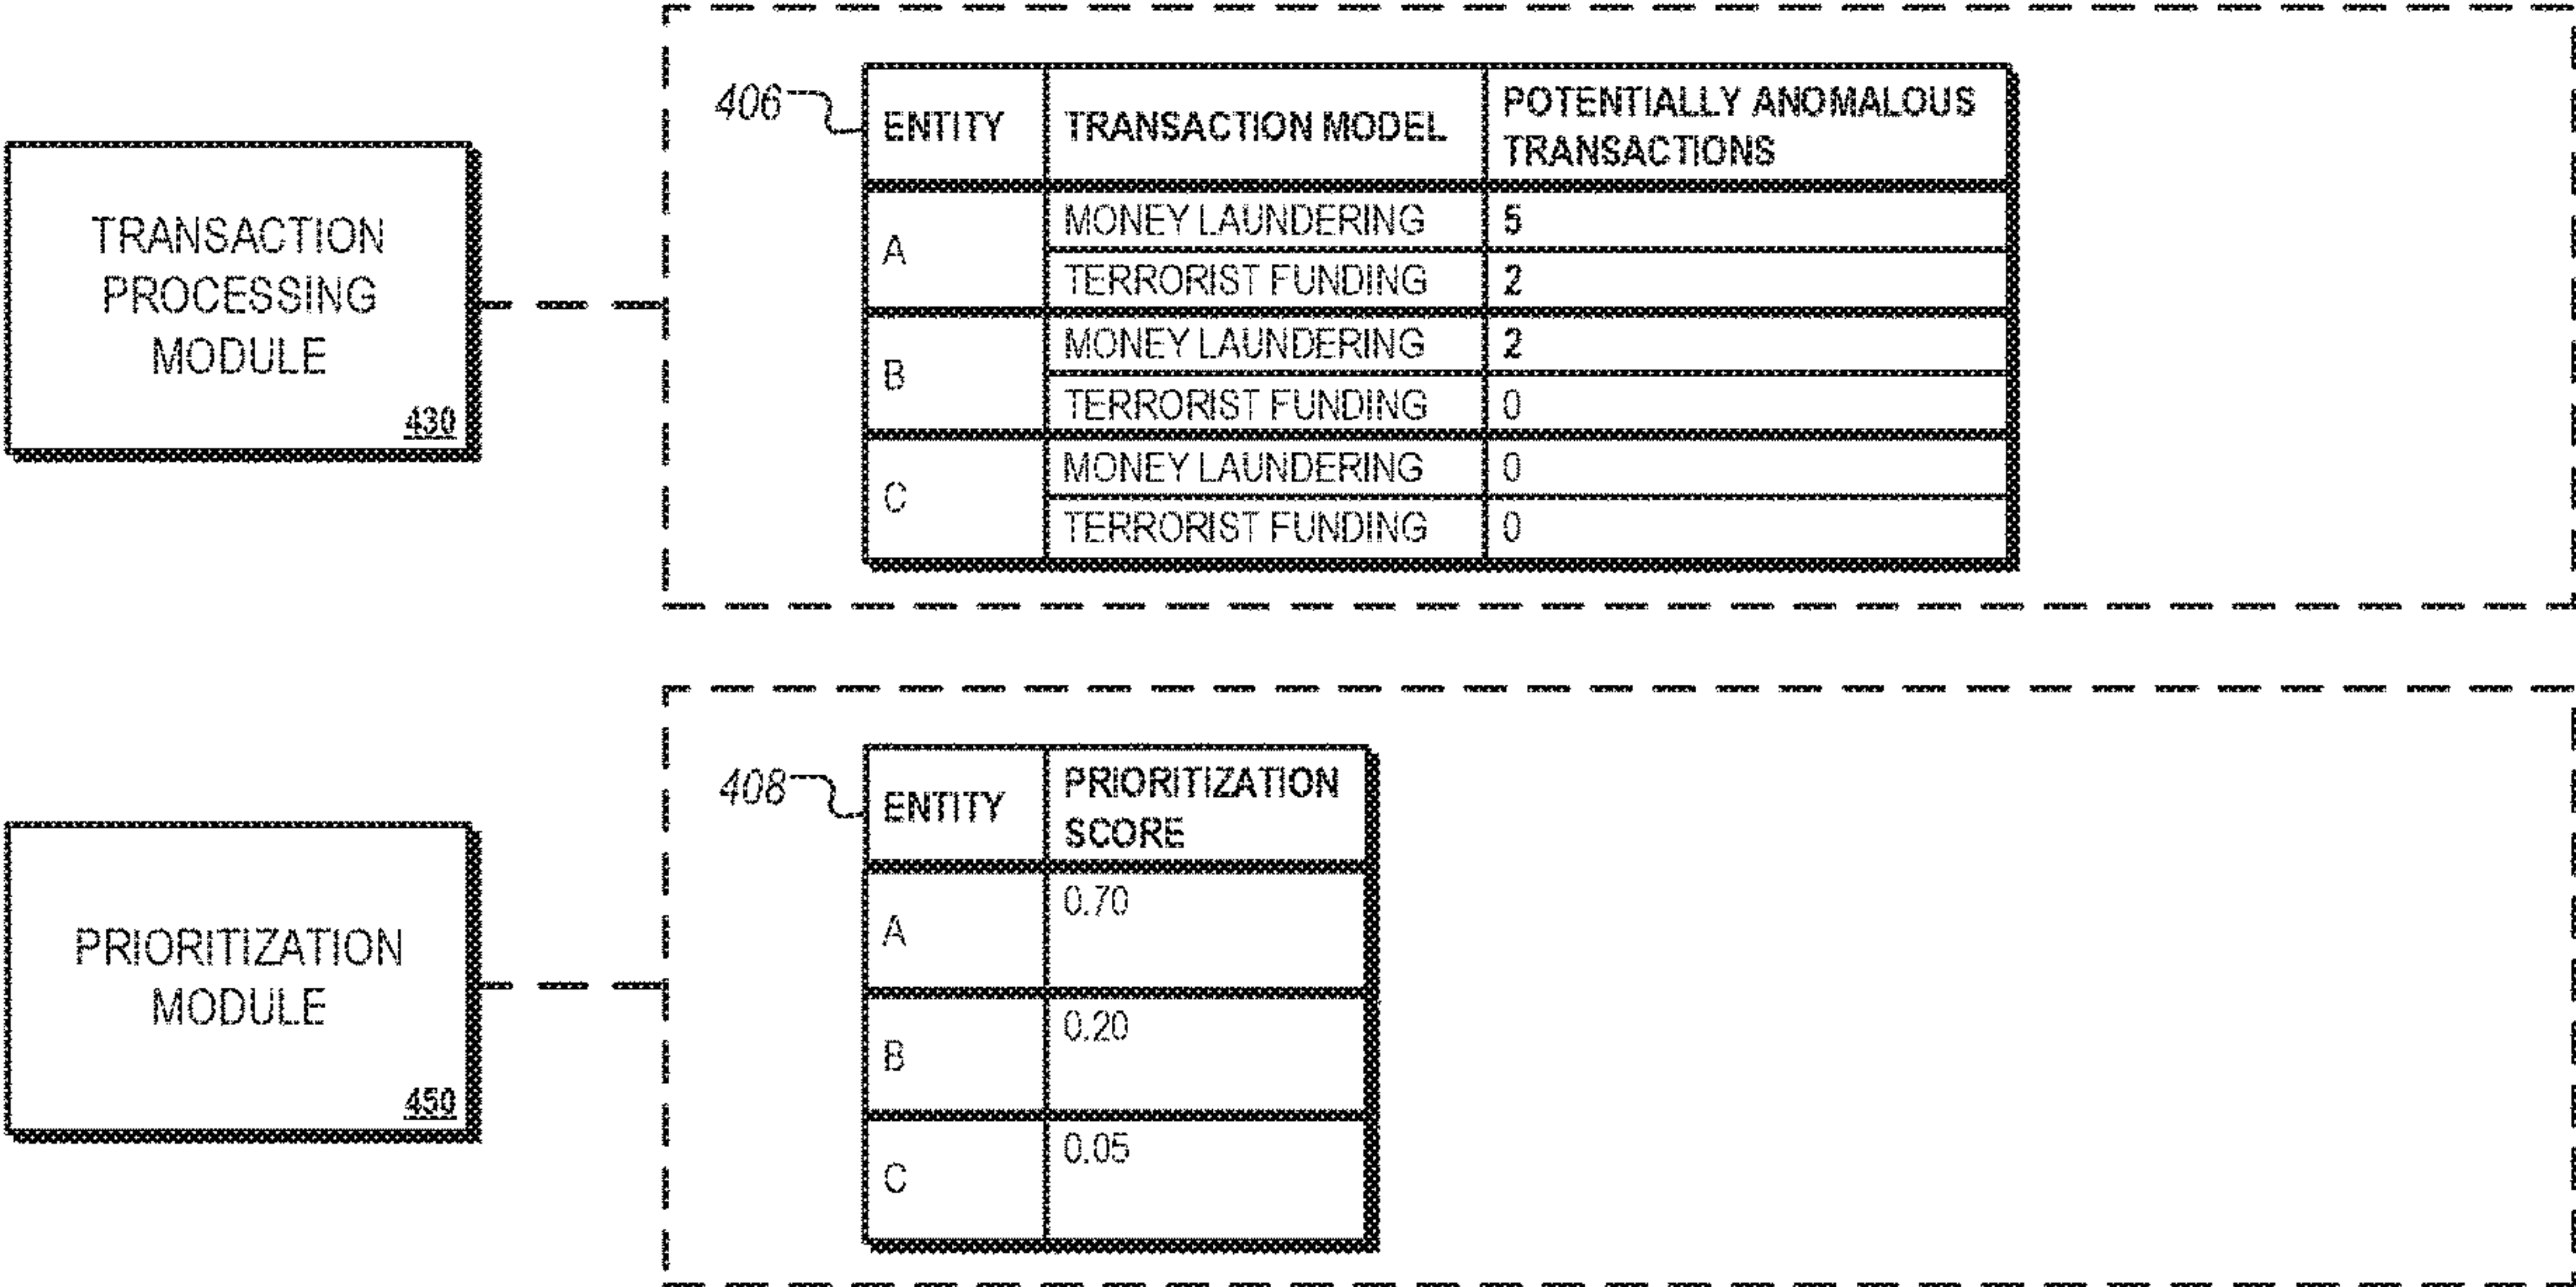 TRANSACTION
PROCESSING
MODULE
430
406
ENTITY TRANSACTION MODEL POTENTIALLY ANOMALOUS
TRANSACTIONS
A MONEY LAUNDERING 5
TERRORIST FUNDING 2
B MONEY LAUNDERING 2
TERRORIST FUNDING 0
C MONEY LAUNDERING 0
TERRORIST FUNDING 0
PRIORITIZATION
MODULE
450
408
ENTITY PRIORITIZATION
SCORE
A 0.70
B 0.20
C 0.05